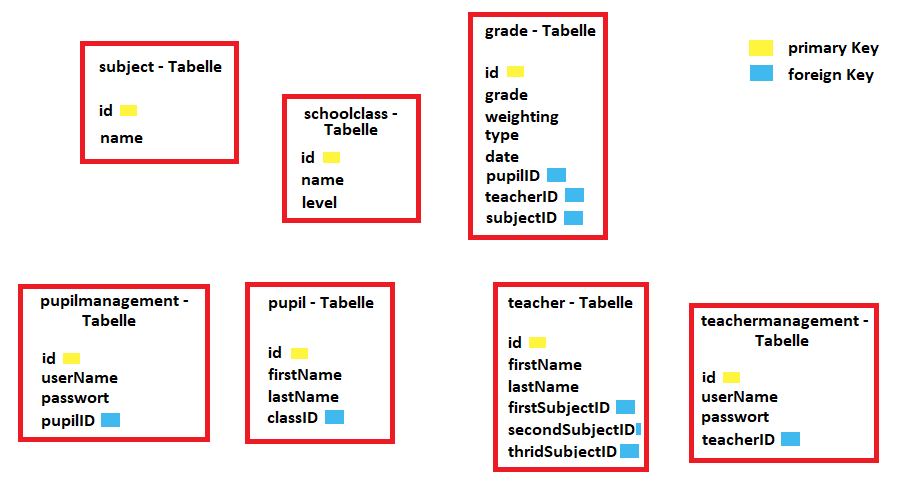 subject - Tabelle
id
name
schoolclass -
Tabelle
id
name
level
grade - Tabelle
id
grade
weighting
type
date
pupilID
teacherID
subjectID
primary Key
foreign Key
pupilmanagement -
Tabelle
id
userName
passwort
pupilID
pupil - Tabelle
id
firstName
lastName
classID
teacher - Tabelle
id
firstName
lastName
firstSubjectID
secondSubjectID
thridSubjectID
teachermanagement -
Tabelle
id
userName
passwort
teacherID